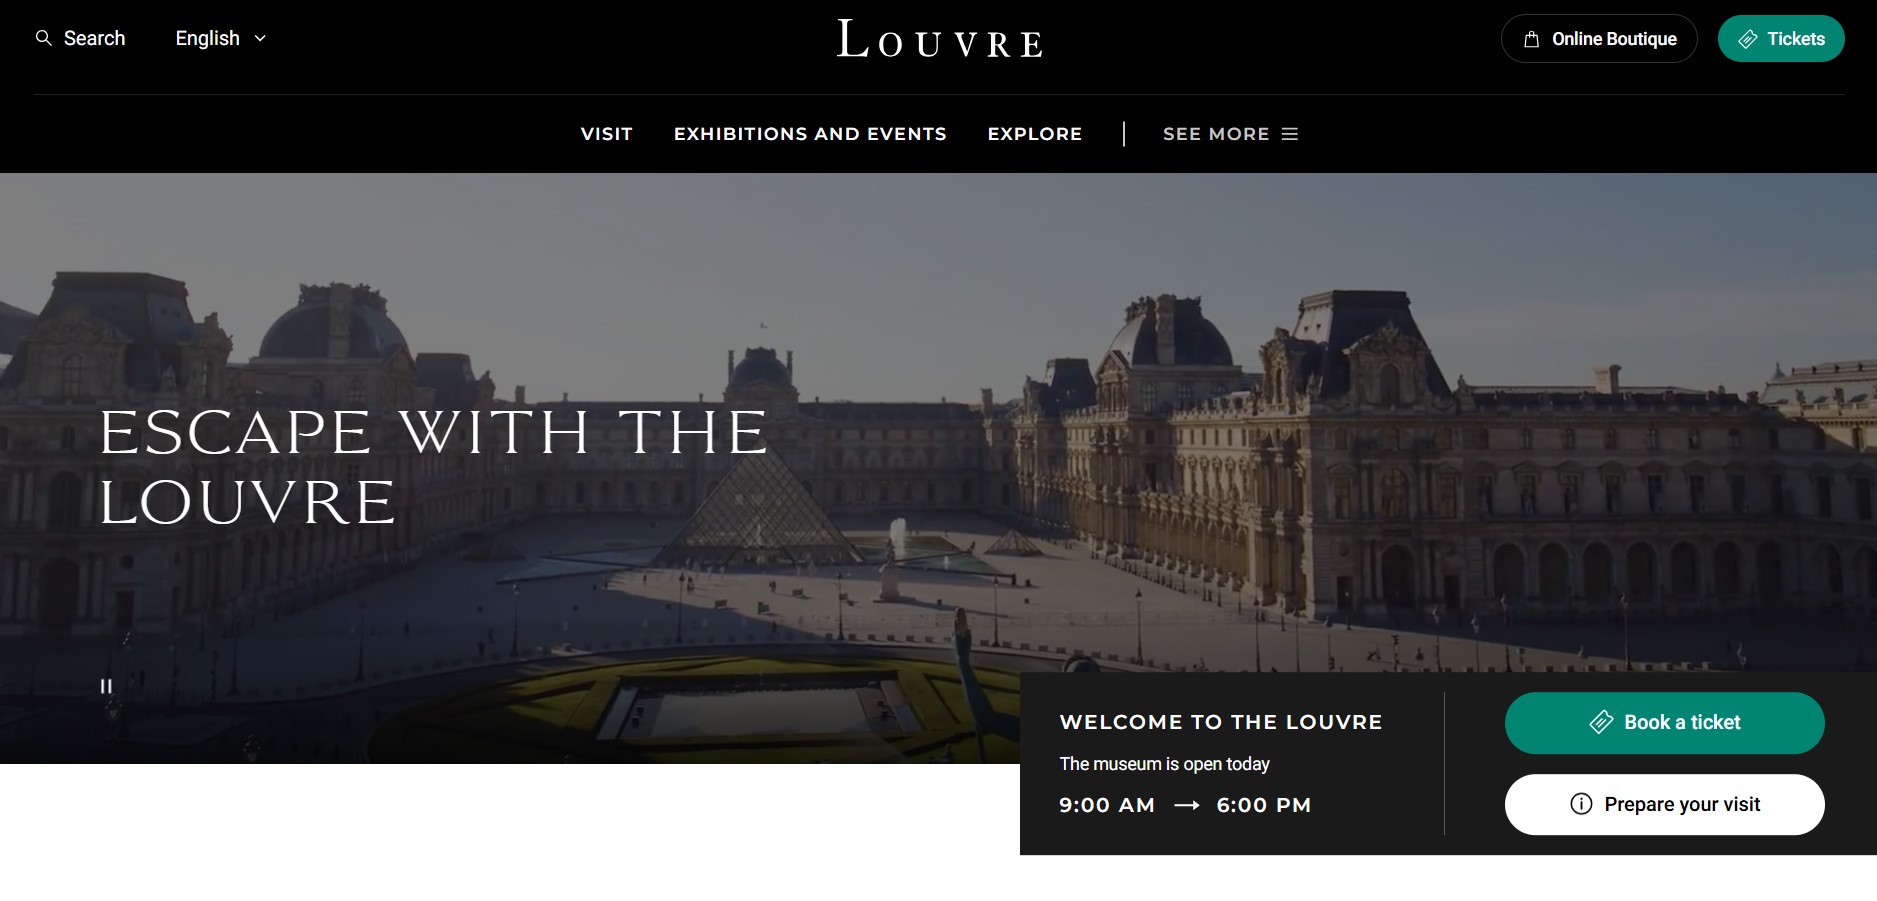 Search
English
LOUVRE
Online Boutique
Tickets
VISIT
EXHIBITIONS AND EVENTS
EXPLORE
SEE MORE
ESCAPE WITH THE
LOUVRE
WELCOME TO THE LOUVRE
The museum is open today
9:00 AM → 6:00 PM
Book a ticket
Prepare your visit